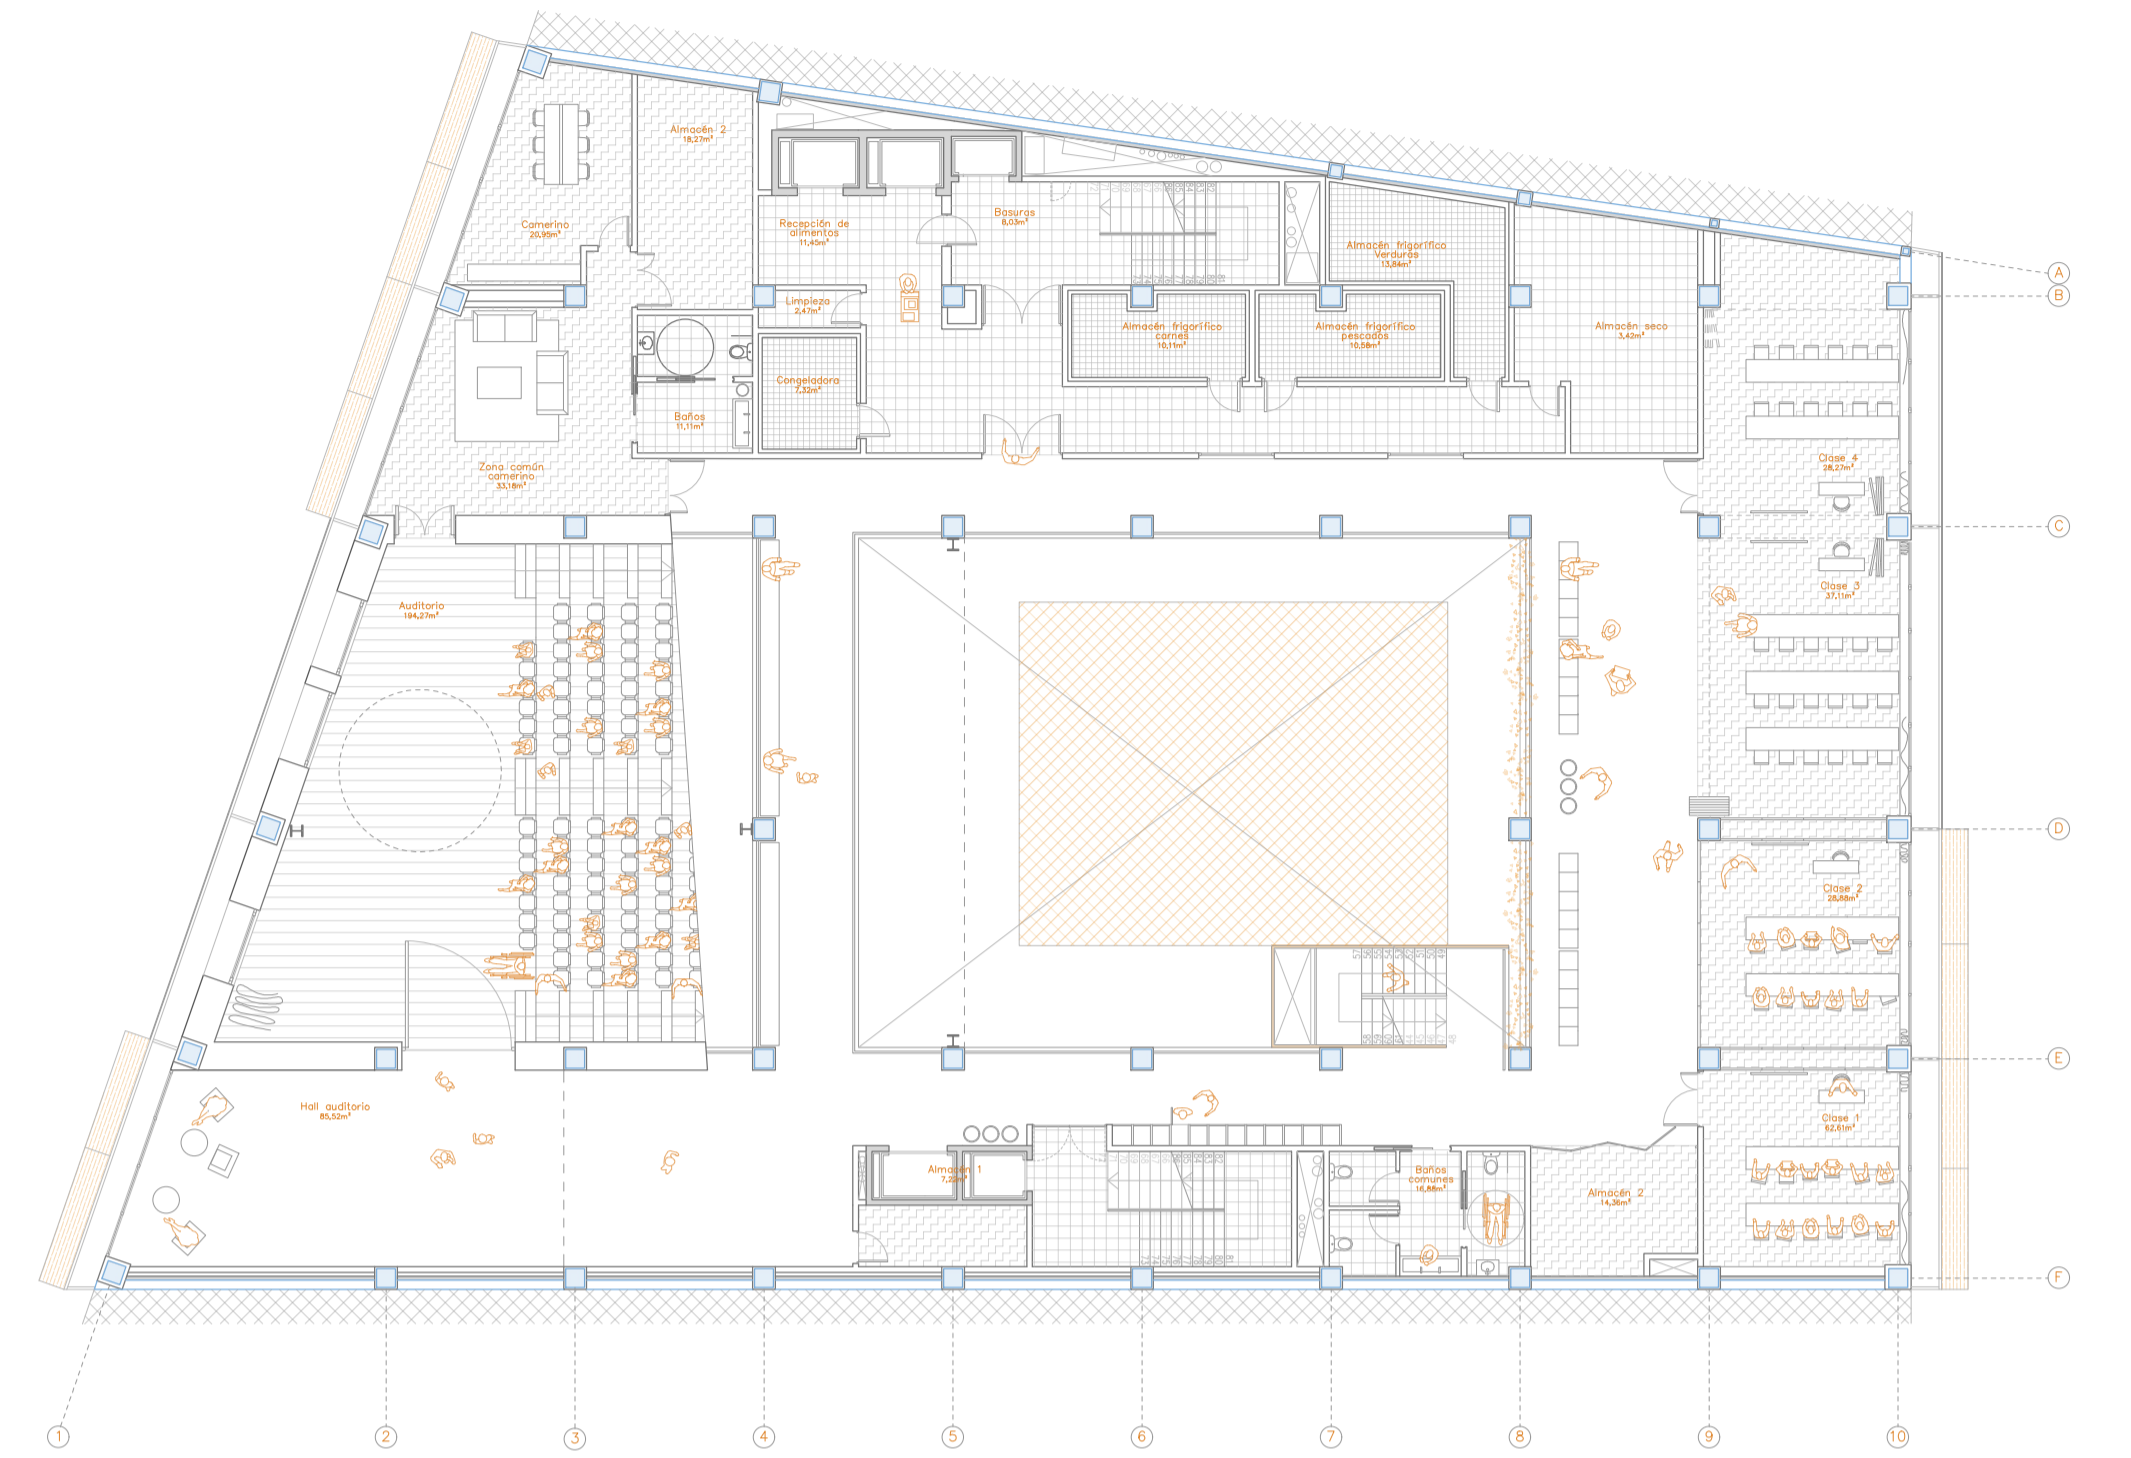 Almacén 2
18,27m²
Camerino
20,95m²
Recepción de
alimentos
11,45m²
Basuras
8,03m²
Almacén frigorífico
Verduras
13,84m²
Limpieza
2,47m²
Almacén frigorífico
carnes
10,11m²
Almacén frigorífico
pescados
10,58m²
Almacén seco
3,42m²
Congeladora
7,32m²
Baños
11,11m²
Zona común
camerino
33,18m²
Clase 4
28,27m²
Auditorio
194,27m²
Clase 3
37,11m²
Clase 2
28,88m²
Hall auditorio
85,52m²
Clase 1
62,61m²
Almacén 1
Baños
comunes
16,88m²
Almacén 2
14,36m²
A
B
C
D
E
F
1
2
3
4
5
6
7
8
9
10